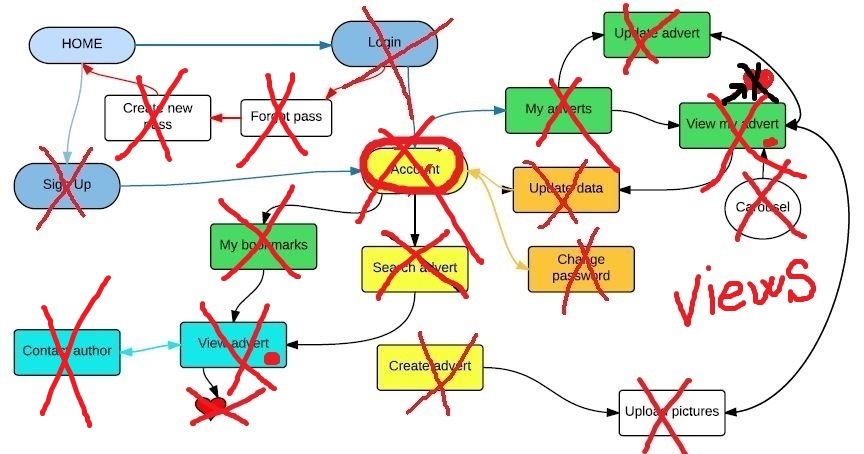 HOME
Login
Update advert
Create new
pass
Forgot pass
My adverts
View my advert
Sign Up
Account
Update data
Carousel
My bookmarks
Search advert
Change
password
views
Contact author
View advert
Create advert
Upload pictures